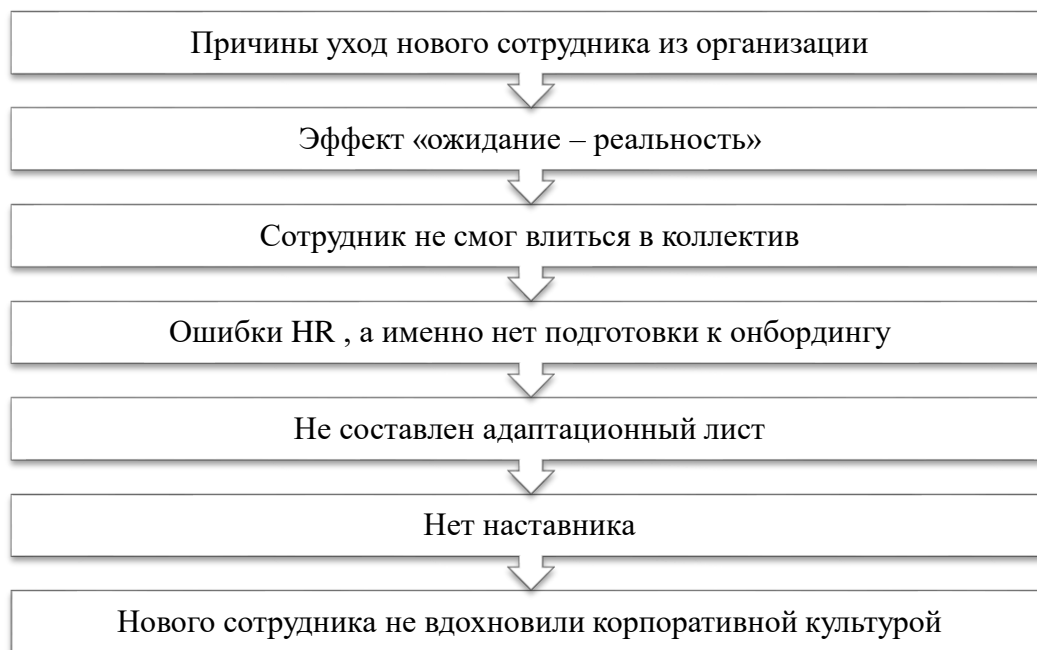 Причины уход нового сотрудника из организации
Эффект «ожидание – реальность»
Сотрудник не смог влиться в коллектив
Ошибки HR , а именно нет подготовки к онбордингу
Не составлен адаптационный лист
Нет наставника
Нового сотрудника не вдохновили корпоративной культурой